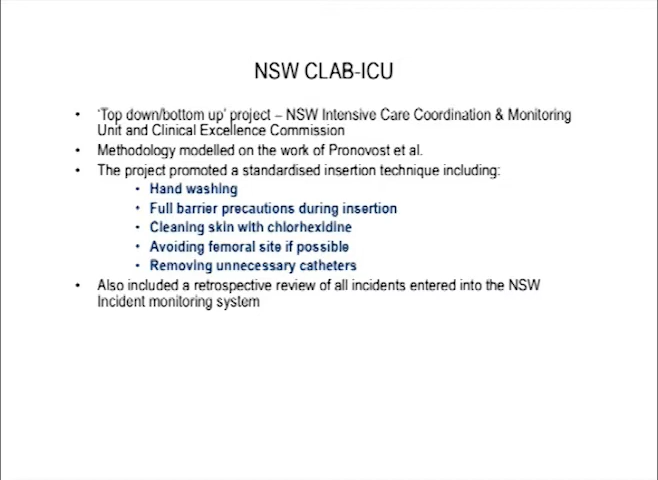 NSW CLAB-ICU
• 'Top down/bottom up' project – NSW Intensive Care Coordination & Monitoring
Unit and Clinical Excellence Commission
• Methodology modelled on the work of Pronovost et al.
• The project promoted a standardised insertion technique including:
• Hand washing
• Full barrier precautions during insertion
• Cleaning skin with chlorhexidine
• Avoiding femoral site if possible
• Removing unnecessary catheters
• Also included a retrospective review of all incidents entered into the NSW
Incident monitoring system